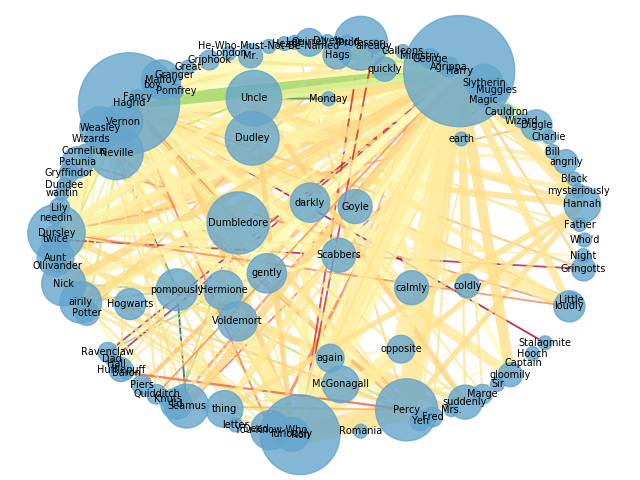 He-Who-Must-Not-Be-Named
London
Mr.
Griphook
Great
Granger
Malfoy
boy
Pomfrey
Fancy
Hagrid
Vernon
Weasley
Wizards
Neville
Cornelius
Petunia
Gryffindor
Dundee
wantin
Lily
needin
Dursley
twice
Aunt
Ollivander
Nick
airily
Potter
Hogwarts
pompously
Hermione
Voldemort
gently
Dumbledore
Uncle
Dudley
Monday
Hags
Professor
already
quickly
Galleons
Ministry
George
Agrippa
Harry
Slytherin
Muggles
Magic
Cauldron
Wizard
Diggle
Charlie
earth
Bill
angrily
Black
mysteriously
Hannah
Father
Who'd
Night
Gringotts
Little
loudly
darkly
Goyle
Scabbers
calmly
coldly
opposite
again
McGonagall
Stalagmite
Hooch
Captain
gloomily
Sir
Marge
suddenly
Mrs.
Fred
Yeh
Percy
Romania
Ron
furiously
You-Know-Who
letter
thing
Seamus
Quidditch
Piers
Ravenclaw
Dad
Hall
Hufflepuff
Baron